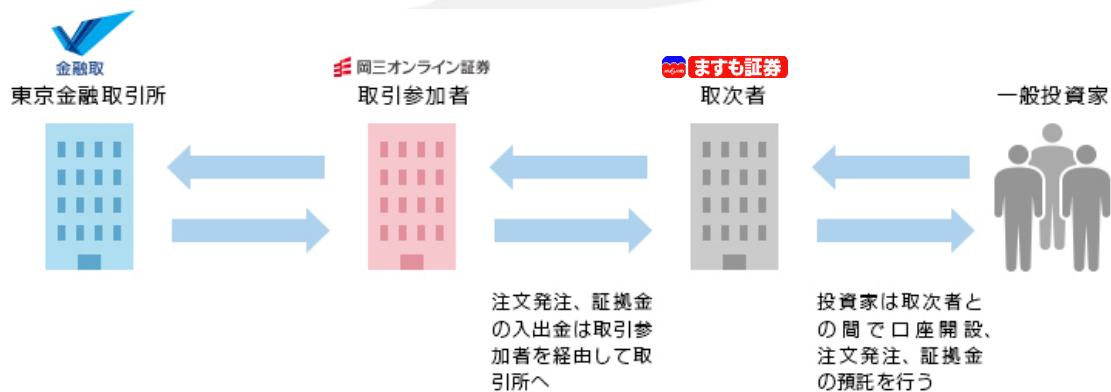 金融取
東京金融取引所
岡三オンライン証券
取引参加者
ますも証券
取次者
一般投資家
注文発注、証拠金
の入出金は取引参
加者を経由して取
引所へ
投資家は取次者と
の間で口座開設、
注文発注、証拠金
の預託を行う